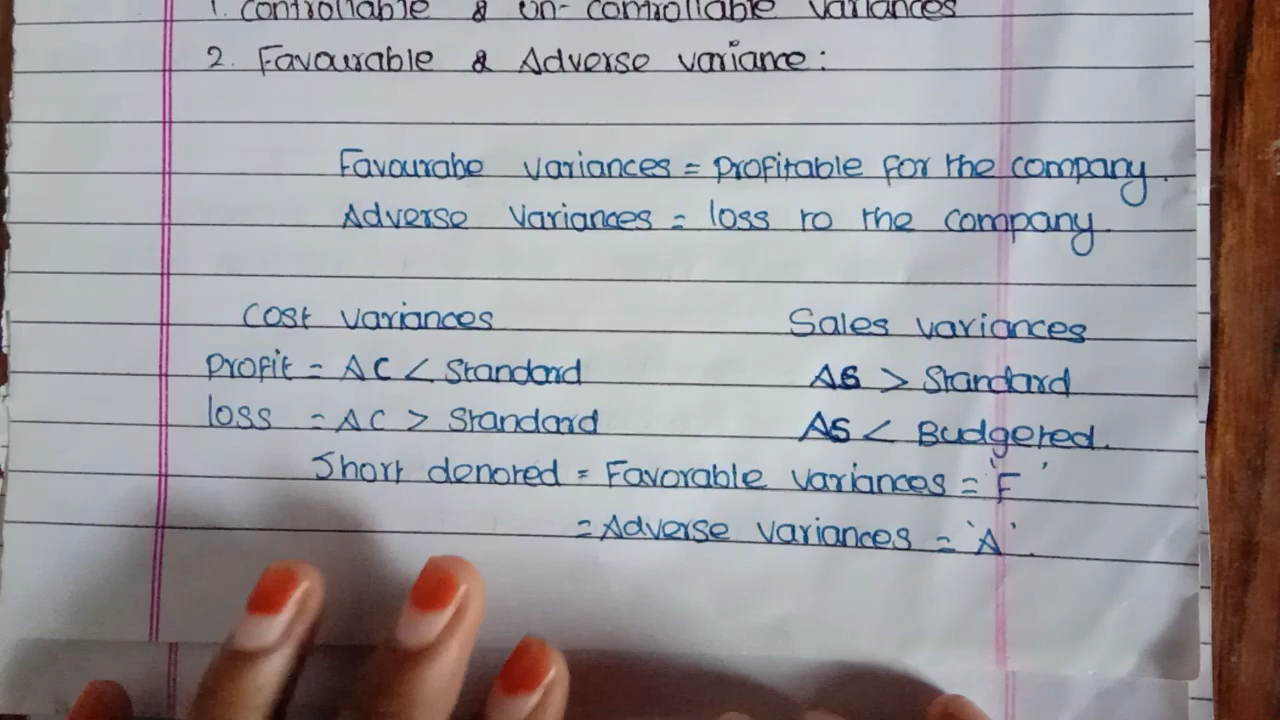 1. Controllable & Un-controllable variances
2. Favourable & Adverse variance:
Favourabe variances = profitable for the company.
Adverse variances = loss to the company
Cost variances Sales variances
Profit = AC < Standard AS > Standard
loss = AC > Standard AS < Budgeted.
Short denoted = Favorable variances = 'F'
= Adverse variances = 'A'.